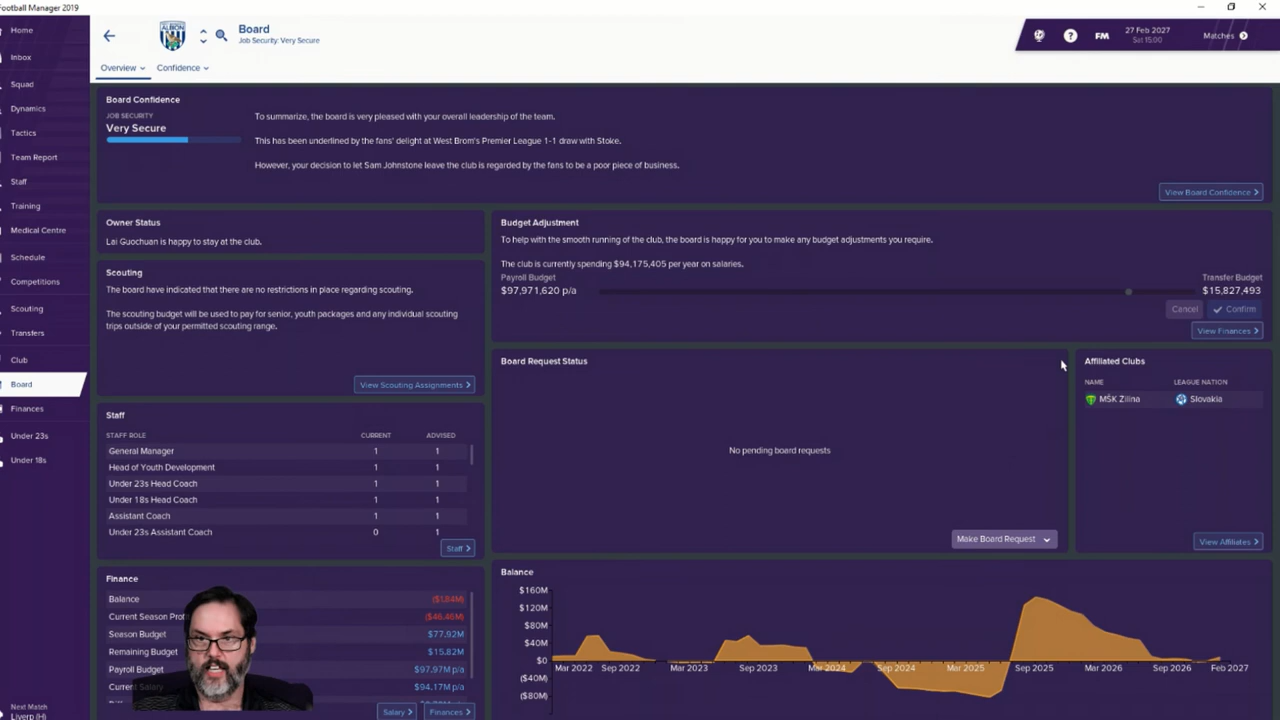 Football Manager 2019
Home
Inbox
Squad
Dynamics
Tactics
Team Report
Staff
Training
Medical Centre
Schedule
Competitions
Scouting
Transfers
Club
Board
Finances
Under 23s
Under 18s
Next Match
Liverp (H)
ALBION
Board
Job Security: Very Secure
FM
27 Feb 2027
Sat 15:00
Matches
Overview
Confidence
Board Confidence
JOB SECURITY
Very Secure
To summarize, the board is very pleased with your overall leadership of the team.
This has been underlined by the fans' delight at West Brom's Premier League 1-1 draw with Stoke.
However, your decision to let Sam Johnstone leave the club is regarded by the fans to be a poor piece of business.
View Board Confidence
Owner Status
Lai Guochuan is happy to stay at the club.
Scouting
The board have indicated that there are no restrictions in place regarding scouting.
The scouting budget will be used to pay for senior, youth packages and any individual scouting
trips outside of your permitted scouting range.
View Scouting Assignments
Budget Adjustment
To help with the smooth running of the club, the board is happy for you to make any budget adjustments you require.
The club is currently spending $94,175,405 per year on salaries.
Payroll Budget
$97,971,620 p/a
Transfer Budget
$15,827,493
Cancel
Confirm
View Finances
Board Request Status
No pending board requests
Make Board Request
Affiliated Clubs
NAME LEAGUE NATION
MŠK Žilina Slovakia
View Affiliates
Staff
STAFF ROLE CURRENT ADVISED
General Manager 1 1
Head of Youth Development 1 1
Under 23s Head Coach 1 1
Under 18s Head Coach 1 1
Assistant Coach 1 1
Under 23s Assistant Coach 0 1
Staff
Finance
Balance ($1.84M)
Current Season Prof ($46.46M)
Season Budget $77.92M
Remaining Budget $15.82M
Payroll Budget $97.97M p/a
Current Salary $94.17M p/a
Salary
Finances
Balance
$160M
$120M
$80M
$40M
$0
($40M)
($80M)
Mar 2022 Sep 2022 Mar 2023 Sep 2023 Mar 2024 Sep 2024 Mar 2025 Sep 2025 Mar 2026 Sep 2026 Feb 2027